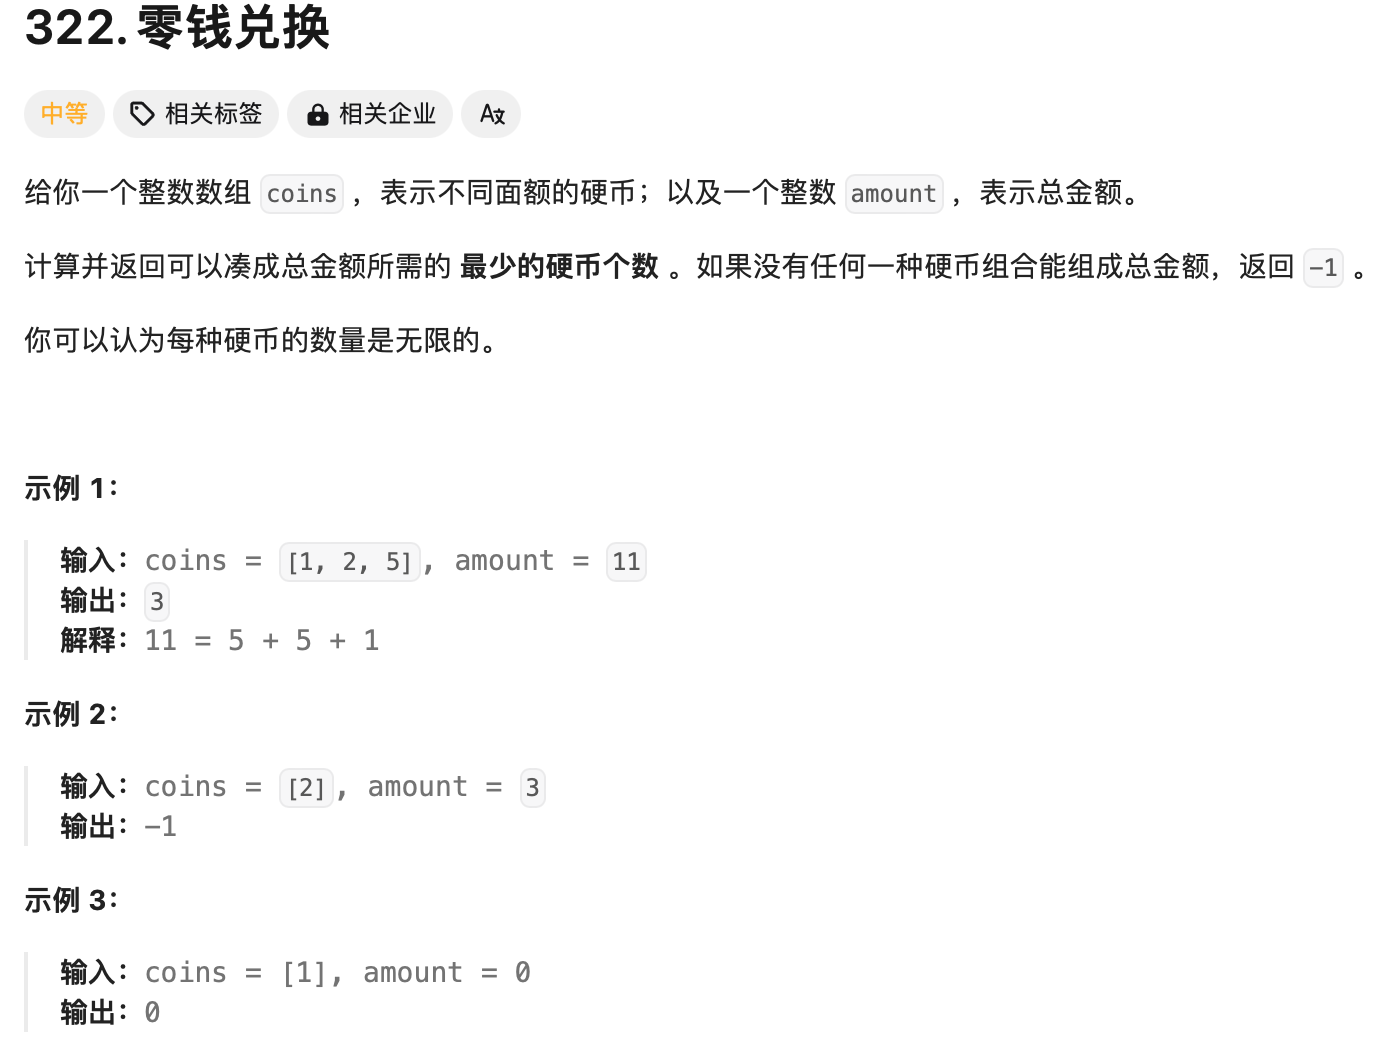 322. 零钱兑换
中等 相关标签 相关企业 A文
给你一个整数数组 coins ，表示不同面额的硬币；以及一个整数 amount ，表示总金额。
计算并返回可以凑成总金额所需的 最少的硬币个数 。如果没有任何一种硬币组合能组成总金额，返回 -1 。
你可以认为每种硬币的数量是无限的。
示例 1：
输入：coins = [1, 2, 5], amount = 11
输出：3
解释：11 = 5 + 5 + 1
示例 2：
输入：coins = [2], amount = 3
输出：-1
示例 3：
输入：coins = [1], amount = 0
输出：0